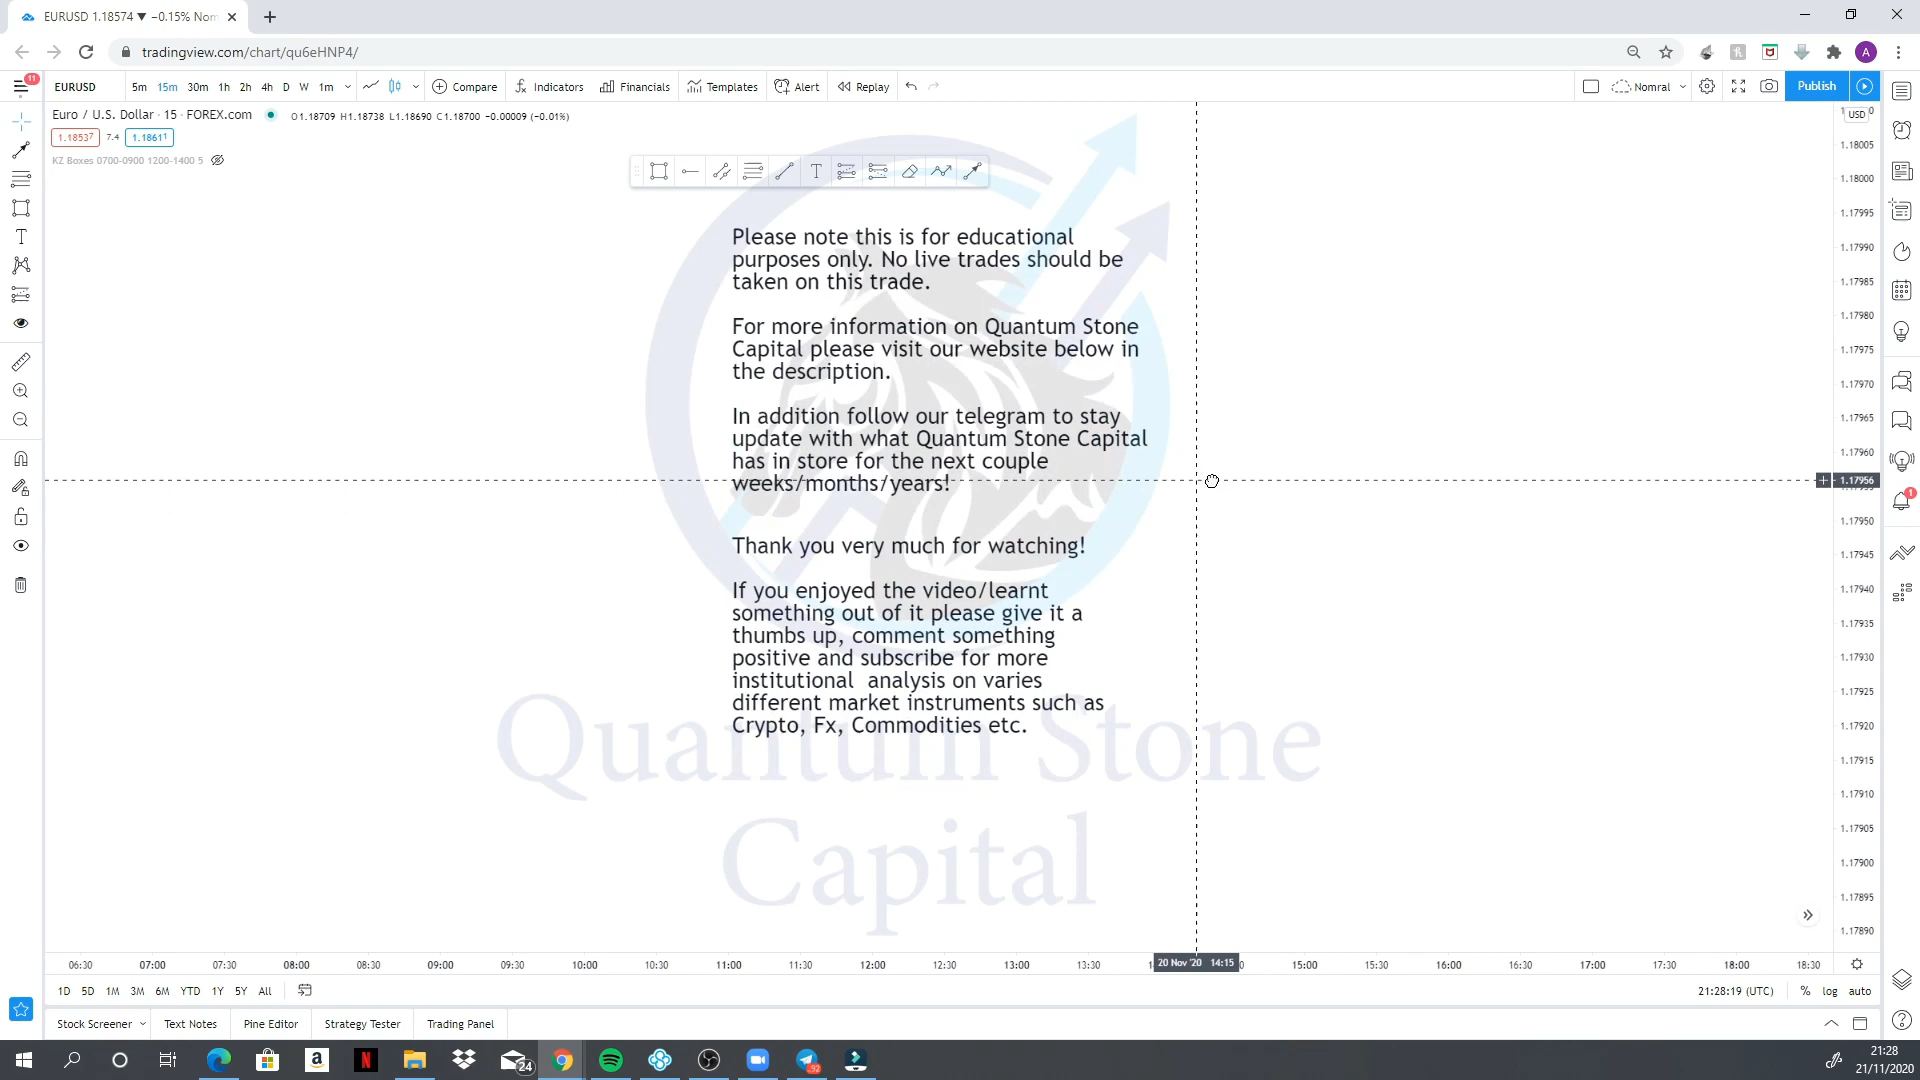 EURUSD 1.18574 ▼ −0.15% Nom
tradingview.com/chart/qu6eHNP4/
A
11
EURUSD 5m 15m 30m 1h 2h 4h D W 1m Compare Indicators Financials Templates Alert Replay Nomral Publish
Euro / U.S. Dollar · 15 · FOREX.com O1.18709 H1.18738 L1.18690 C1.18700 −0.00009 (−0.01%)
1.18537 7.4 1.18611
KZ Boxes 0700-0900 1200-1400 5
USD
1.18005
1.18000
1.17995
1.17990
1.17985
1.17980
1.17975
1.17970
1.17965
1.17960
1.17956
1.17950
1.17945
1.17940
1.17935
1.17930
1.17925
1.17920
1.17915
1.17910
1.17905
1.17900
1.17895
1.17890
Please note this is for educational
purposes only. No live trades should be
taken on this trade.
For more information on Quantum Stone
Capital please visit our website below in
the description.
In addition follow our telegram to stay
update with what Quantum Stone Capital
has in store for the next couple
weeks/months/years!
Thank you very much for watching!
If you enjoyed the video/learnt
something out of it please give it a
thumbs up, comment something
positive and subscribe for more
institutional  analysis on varies
different market instruments such as
Crypto, Fx, Commodities etc.
Quantum Stone
Capital
1
06:30 07:00 07:30 08:00 08:30 09:00 09:30 10:00 10:30 11:00 11:30 12:00 12:30 13:00 13:30 20 Nov '20 14:15 15:00 15:30 16:00 16:30 17:00 17:30 18:00 18:30
1D 5D 1M 3M 6M YTD 1Y 5Y All 21:28:19 (UTC) % log auto
Stock Screener Text Notes Pine Editor Strategy Tester Trading Panel
24
32
21:28
21/11/2020